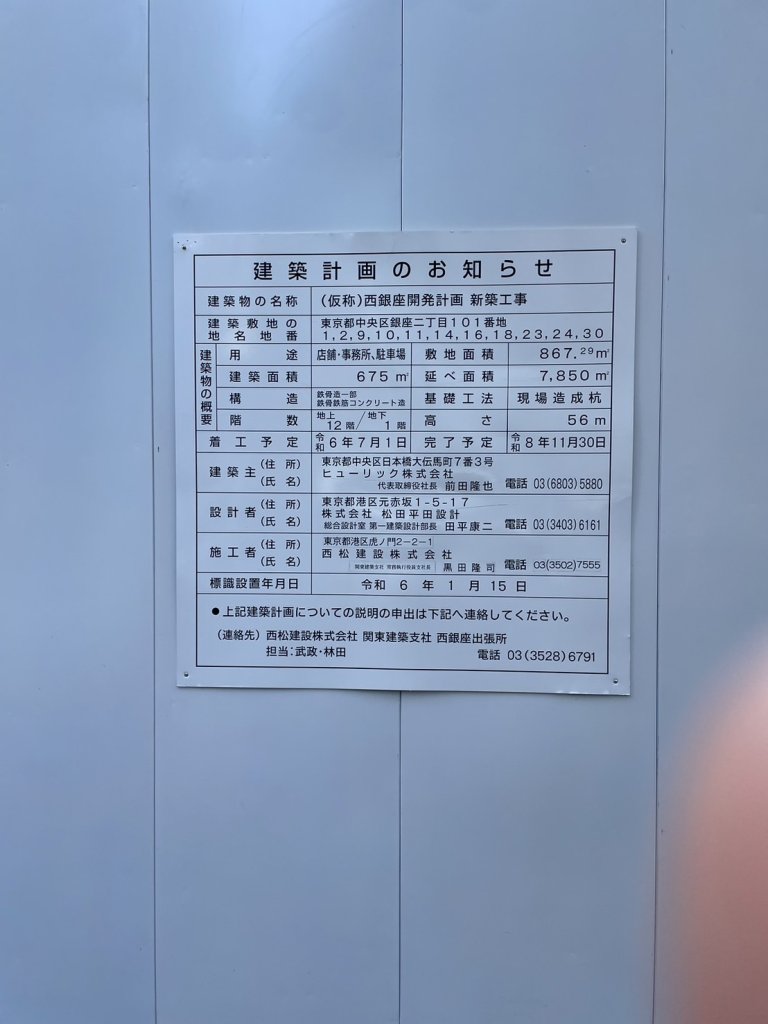 建築計画のお知らせ
建築物の名称 （仮称）西銀座開発計画 新築工事
建築敷地の地名地番 東京都中央区銀座二丁目101番地
1,2,9,10,11,14,16,18,23,24,30
建築物の概要
用途 店舗・事務所、駐車場 敷地面積 867.29㎡
建築面積 675㎡ 延べ面積 7,850㎡
構造 鉄骨造一部
鉄骨鉄筋コンクリート造 基礎工法 現場造成杭
階数 地上12階/地下1階 高さ 56m
着工予定 令和6年7月1日 完了予定 令和8年11月30日
建築主 （住所）（氏名） 東京都中央区日本橋大伝馬町7番3号
ヒューリック株式会社
代表取締役社長 前田隆也 電話 03(6803)5880
設計者 （住所）（氏名） 東京都港区元赤坂1-5-17
株式会社 松田平田設計
総合設計室 第一建築設計部長 田平康二 電話 03(3403)6161
施工者 （住所）（氏名） 東京都港区虎ノ門2-2-1
西松建設株式会社
関東建築支社 常務執行役員支社長 黒田隆司 電話 03(3502)7555
標識設置年月日 令和6年1月15日
●上記建築計画についての説明の申出は下記へ連絡してください。
（連絡先）西松建設株式会社 関東建築支社 西銀座出張所
担当：武政・林田 電話 03(3528)6791